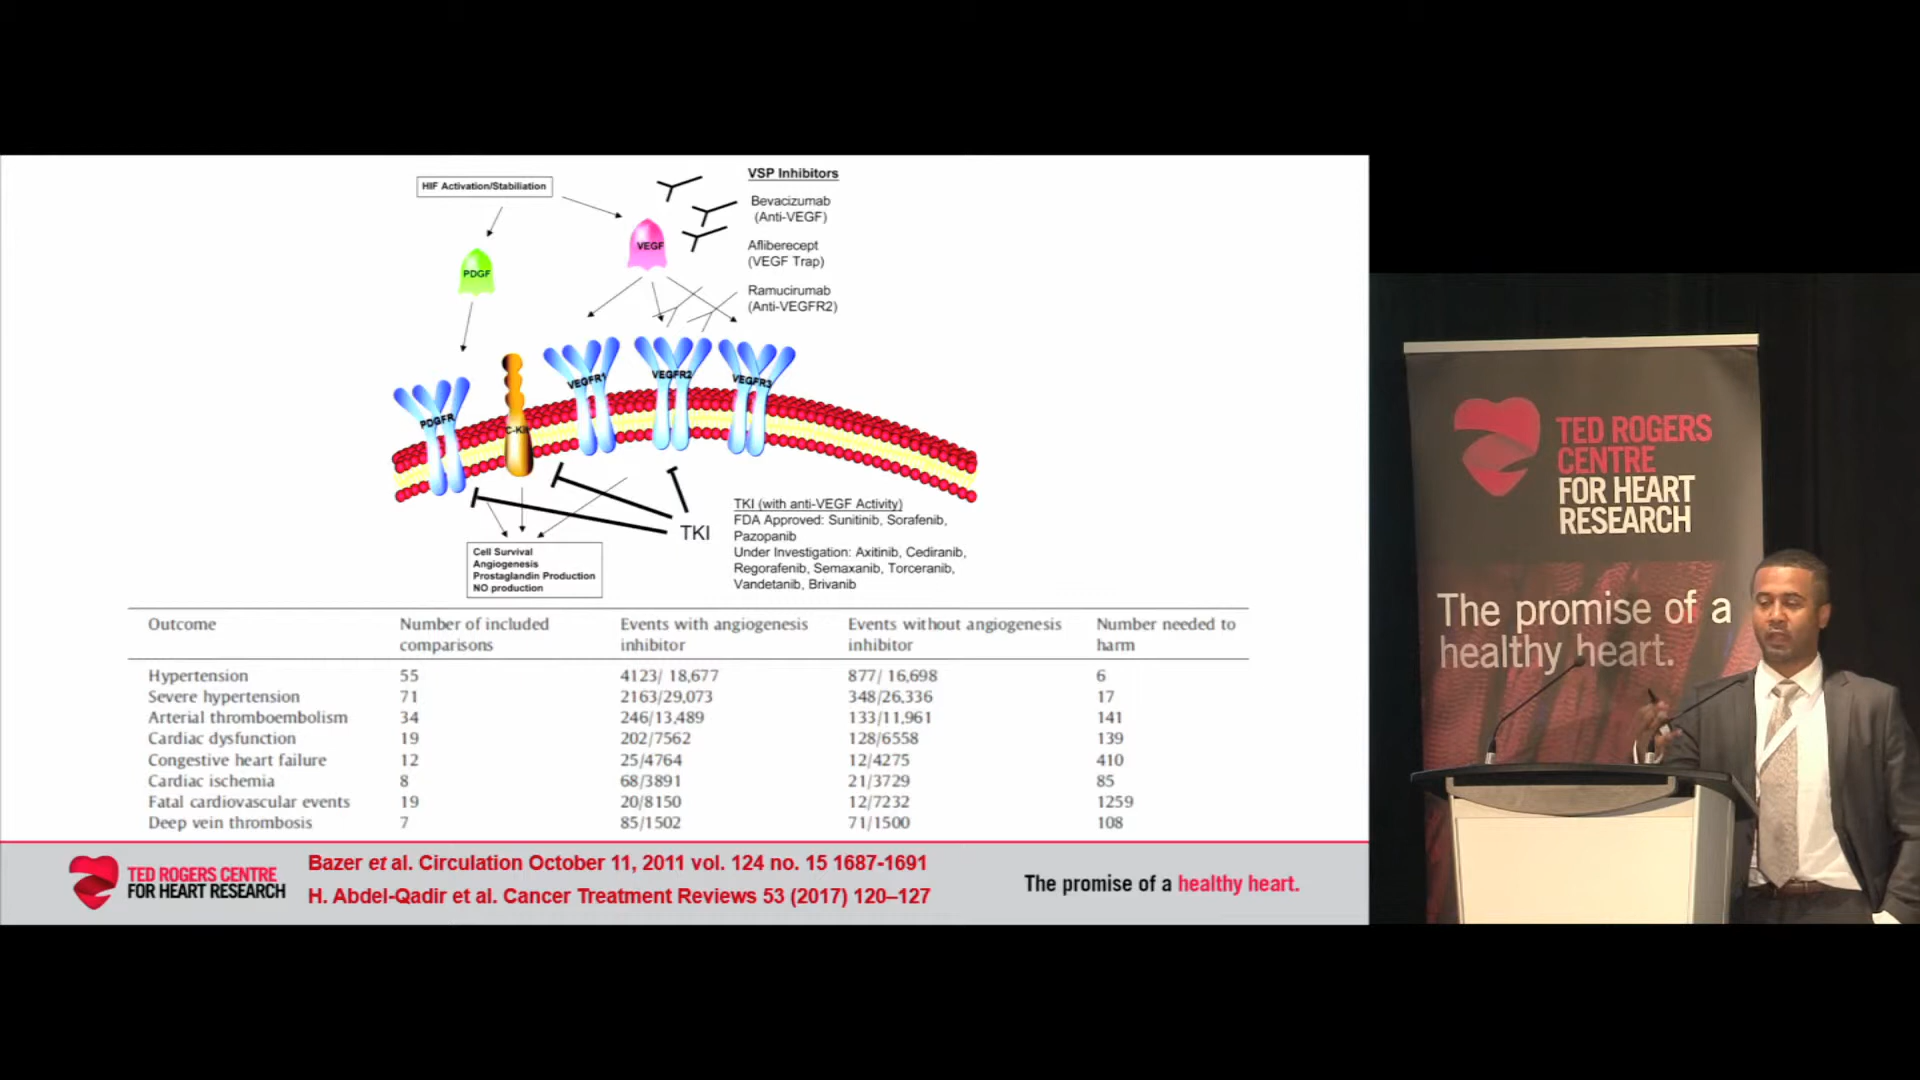 HIF Activation/Stabiliation
VSP Inhibitors
Bevacizumab
(Anti-VEGF)
VEGF
Afliberecept
(VEGF Trap)
PDGF
Ramucirumab
(Anti-VEGFR2)
VEGFR1
VEGFR2
VEGFR3
PDGFR
C-Kit
TKI
TKI (with anti-VEGF Activity)
FDA Approved: Sunitinib, Sorafenib,
Pazopanib
Under Investigation: Axitinib, Cediranib,
Regorafenib, Semaxanib, Torceranib,
Vandetanib, Brivanib
Cell Survival
Angiogenesis
Prostaglandin Production
NO production
Outcome Number of included comparisons Events with angiogenesis inhibitor Events without angiogenesis inhibitor Number needed to harm
Hypertension 55 4123/ 18,677 877/ 16,698 6
Severe hypertension 71 2163/29,073 348/26,336 17
Arterial thromboembolism 34 246/13,489 133/11,961 141
Cardiac dysfunction 19 202/7562 128/6558 139
Congestive heart failure 12 25/4764 12/4275 410
Cardiac ischemia 8 68/3891 21/3729 85
Fatal cardiovascular events 19 20/8150 12/7232 1259
Deep vein thrombosis 7 85/1502 71/1500 108
TED ROGERS CENTRE
FOR HEART RESEARCH
Bazer et al. Circulation October 11, 2011 vol. 124 no. 15 1687-1691
H. Abdel-Qadir et al. Cancer Treatment Reviews 53 (2017) 120–127
The promise of a healthy heart.
TED ROGERS
CENTRE
FOR HEART
RESEARCH
The promise of a
healthy heart.